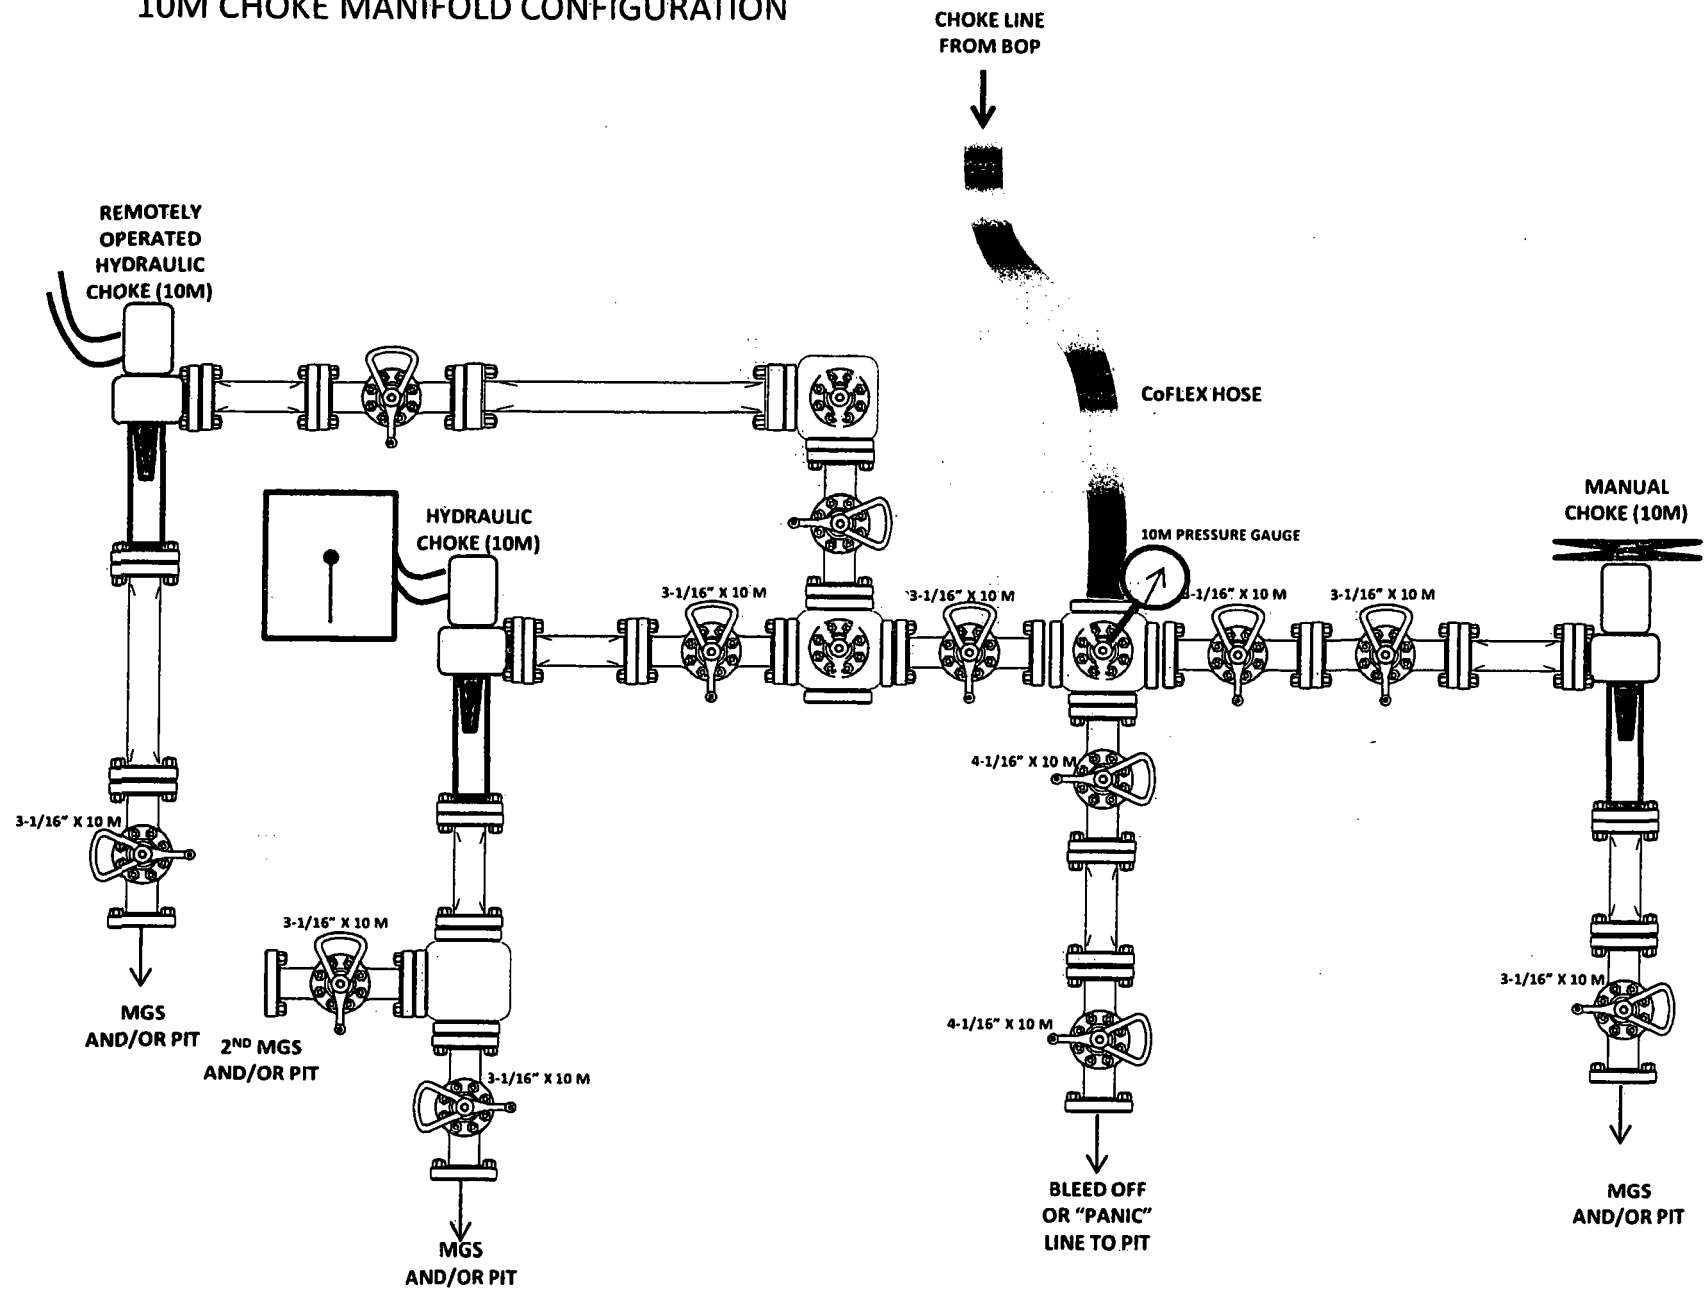 10M CHOKE MANIFOLD CONFIGURATION
CHOKE LINE
FROM BOP
REMOTELY
OPERATED
HYDRAULIC
CHOKE (10M)
CoFLEX HOSE
HYDRAULIC
CHOKE (10M)
MANUAL
CHOKE (10M)
10M PRESSURE GAUGE
3-1/16" X 10 M
3-1/16" X 10 M
3-1/16" X 10 M
3-1/16" X 10 M
4-1/16" X 10 M
3-1/16" X 10 M
3-1/16" X 10 M
3-1/16" X 10 M
4-1/16" X 10 M
MGS
AND/OR PIT
2ND MGS
AND/OR PIT
3-1/16" X 10 M
BLEED OFF
OR "PANIC"
LINE TO PIT
MGS
AND/OR PIT
MGS
AND/OR PIT